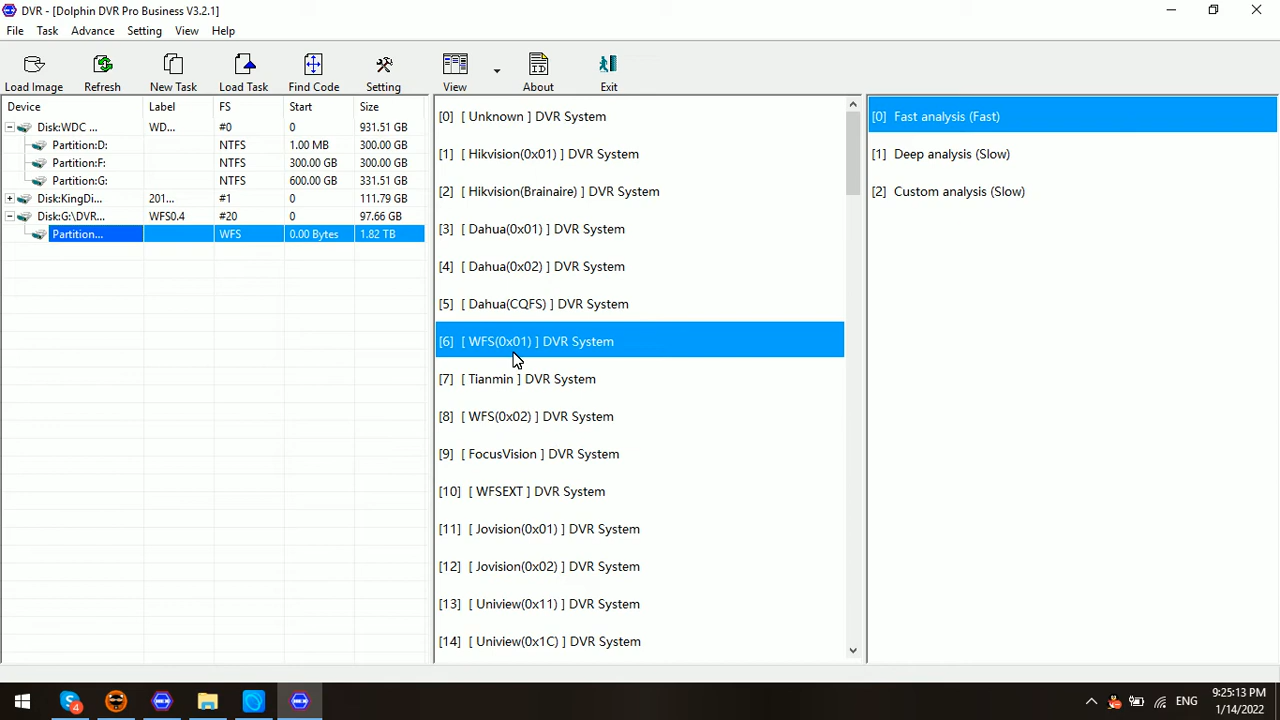 DVR - [Dolphin DVR Pro Business V3.2.1]
File Task Advance Setting View Help
Load Image Refresh New Task Load Task Find Code Setting View About Exit
Device Label FS Start Size
Disk:WDC ... WD... #0 0 931.51 GB
Partition:D: NTFS 1.00 MB 300.00 GB
Partition:F: NTFS 300.00 GB 300.00 GB
Partition:G: NTFS 600.00 GB 331.51 GB
Disk:KingDi... 201... #1 0 111.79 GB
Disk:G:\DVR... WFS0.4 #20 0 97.66 GB
Partition... WFS 0.00 Bytes 1.82 TB
[0] [ Unknown ] DVR System
[1] [ Hikvision(0x01) ] DVR System
[2] [ Hikvision(Brainaire) ] DVR System
[3] [ Dahua(0x01) ] DVR System
[4] [ Dahua(0x02) ] DVR System
[5] [ Dahua(CQFS) ] DVR System
[6] [ WFS(0x01) ] DVR System
[7] [ Tianmin ] DVR System
[8] [ WFS(0x02) ] DVR System
[9] [ FocusVision ] DVR System
[10] [ WFSEXT ] DVR System
[11] [ Jovision(0x01) ] DVR System
[12] [ Jovision(0x02) ] DVR System
[13] [ Uniview(0x11) ] DVR System
[14] [ Uniview(0x1C) ] DVR System
[0] Fast analysis (Fast)
[1] Deep analysis (Slow)
[2] Custom analysis (Slow)
4
ENG
9:25:13 PM
1/14/2022